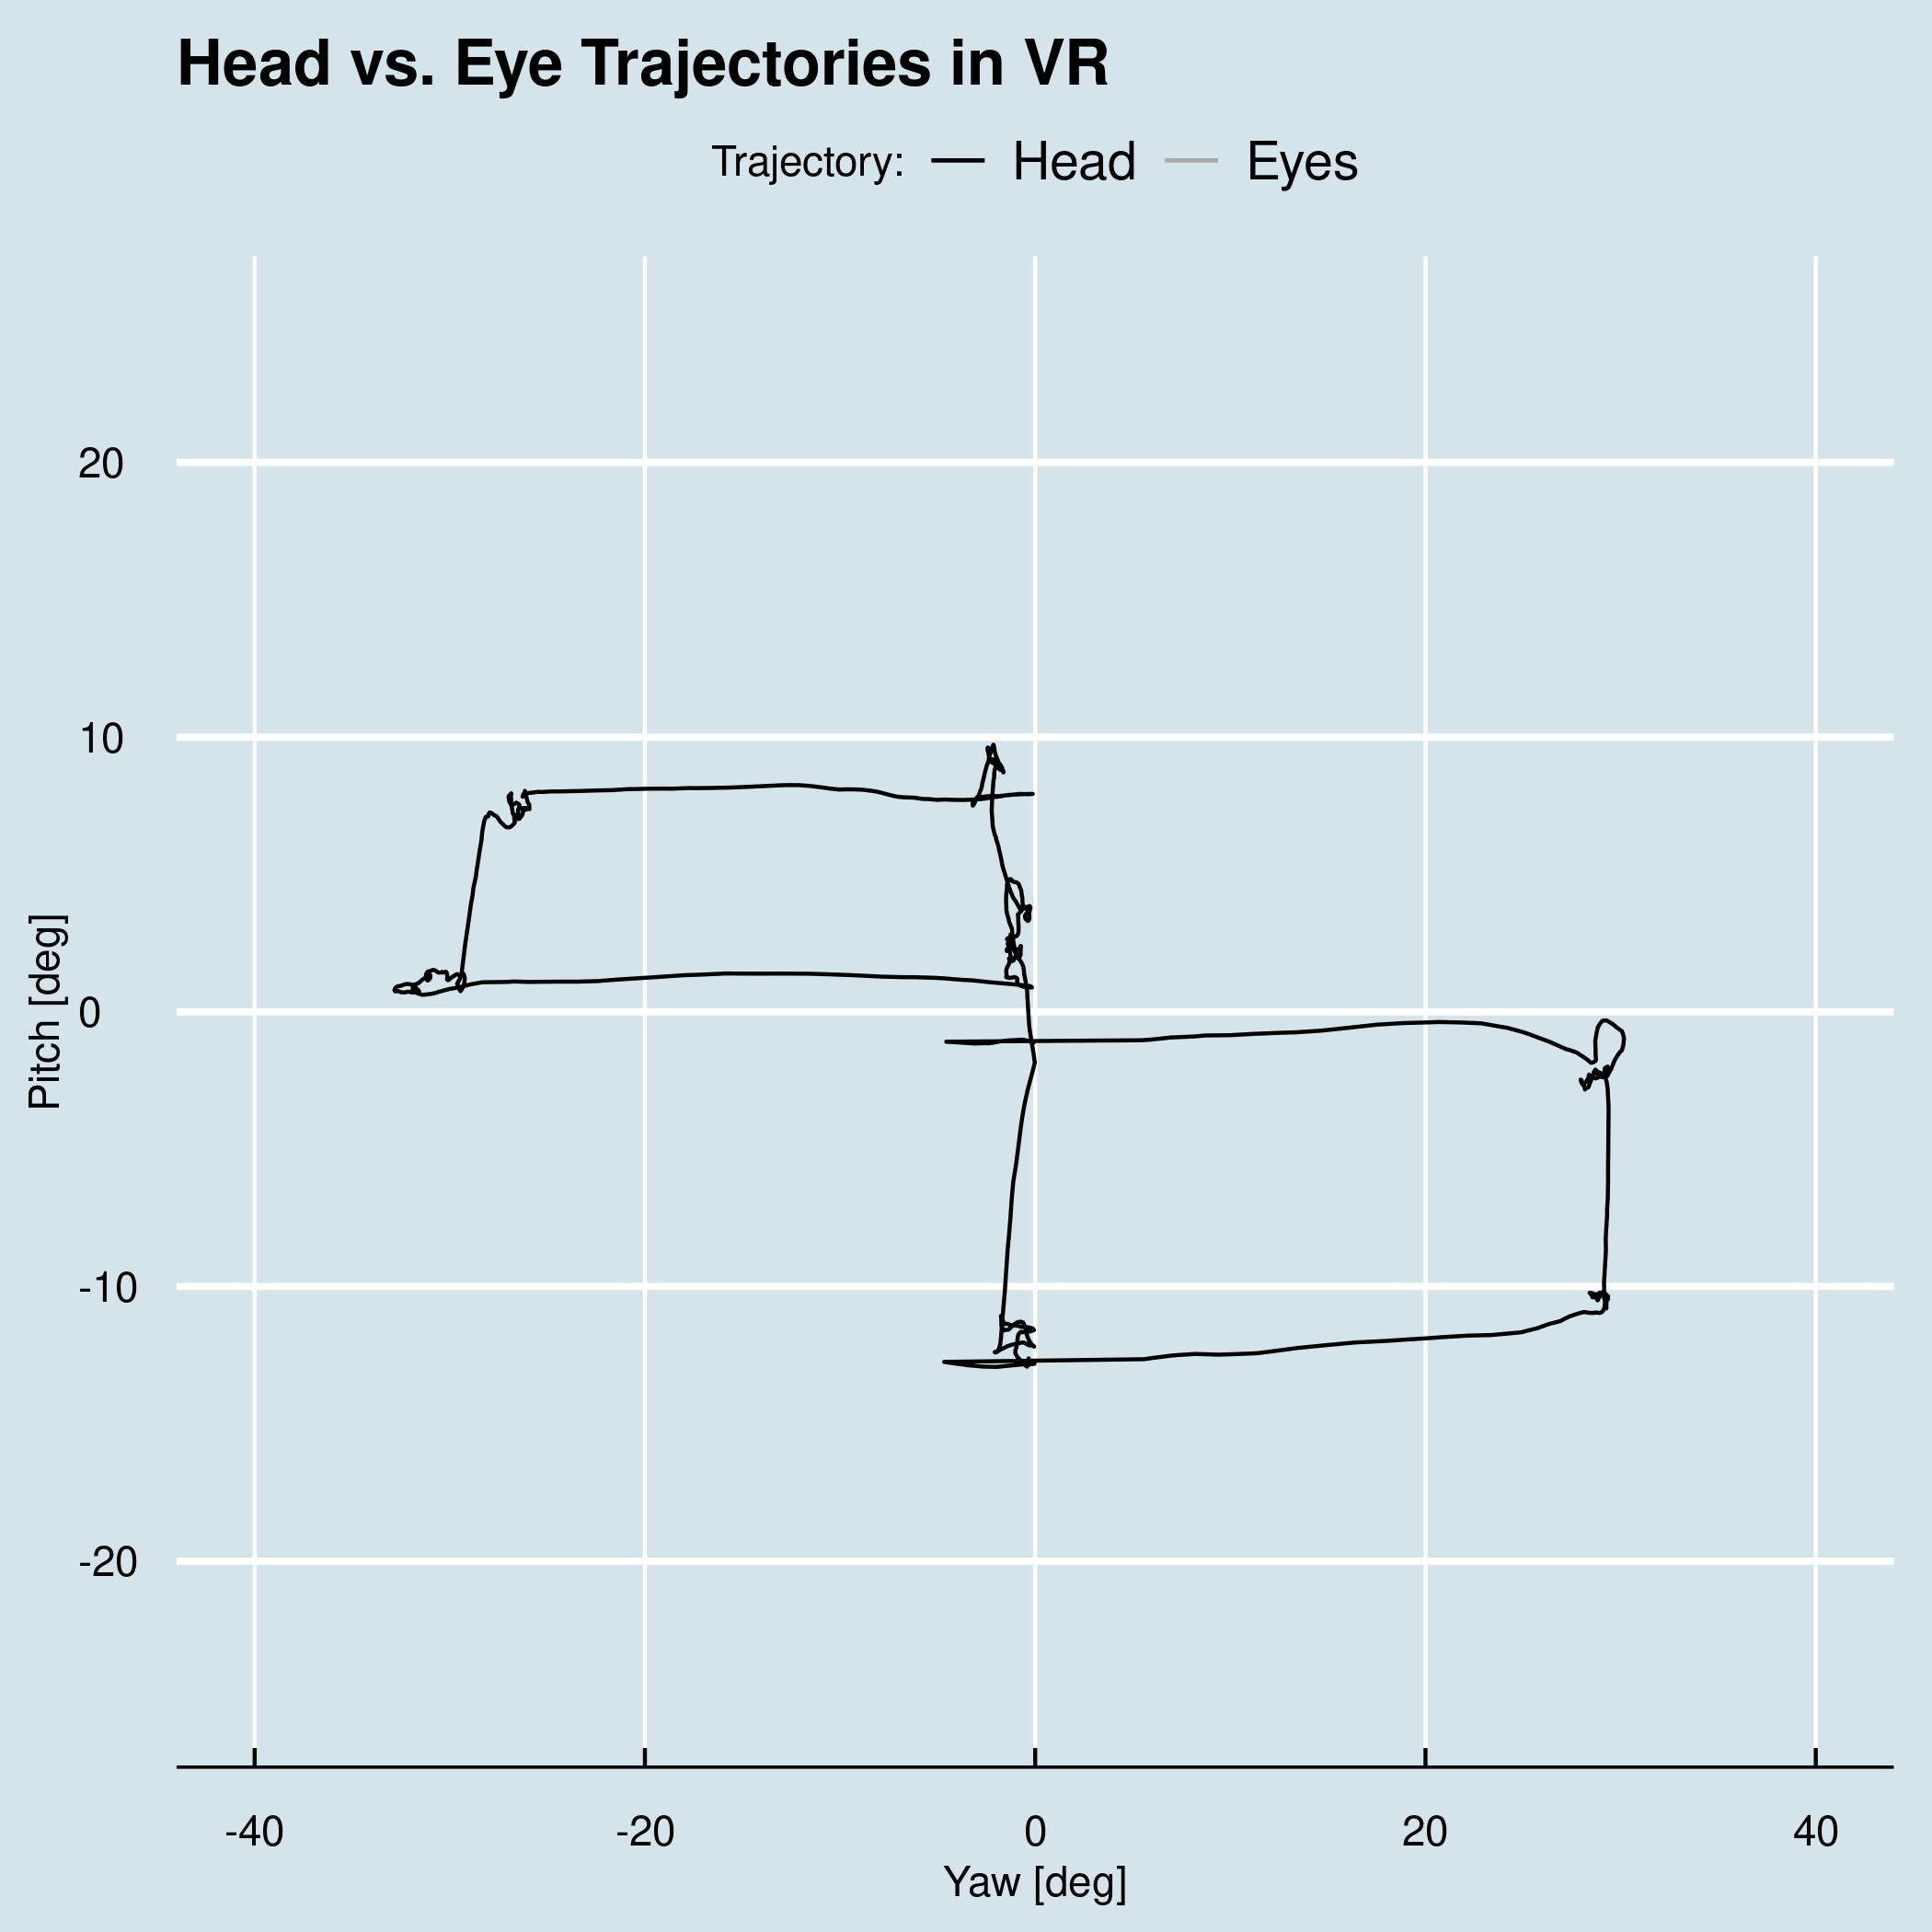 Head vs. Eye Trajectories in VR
Trajectory: Head Eyes
20
10
0
-10
-20
Pitch [deg]
-40 -20 0 20 40
Yaw [deg]